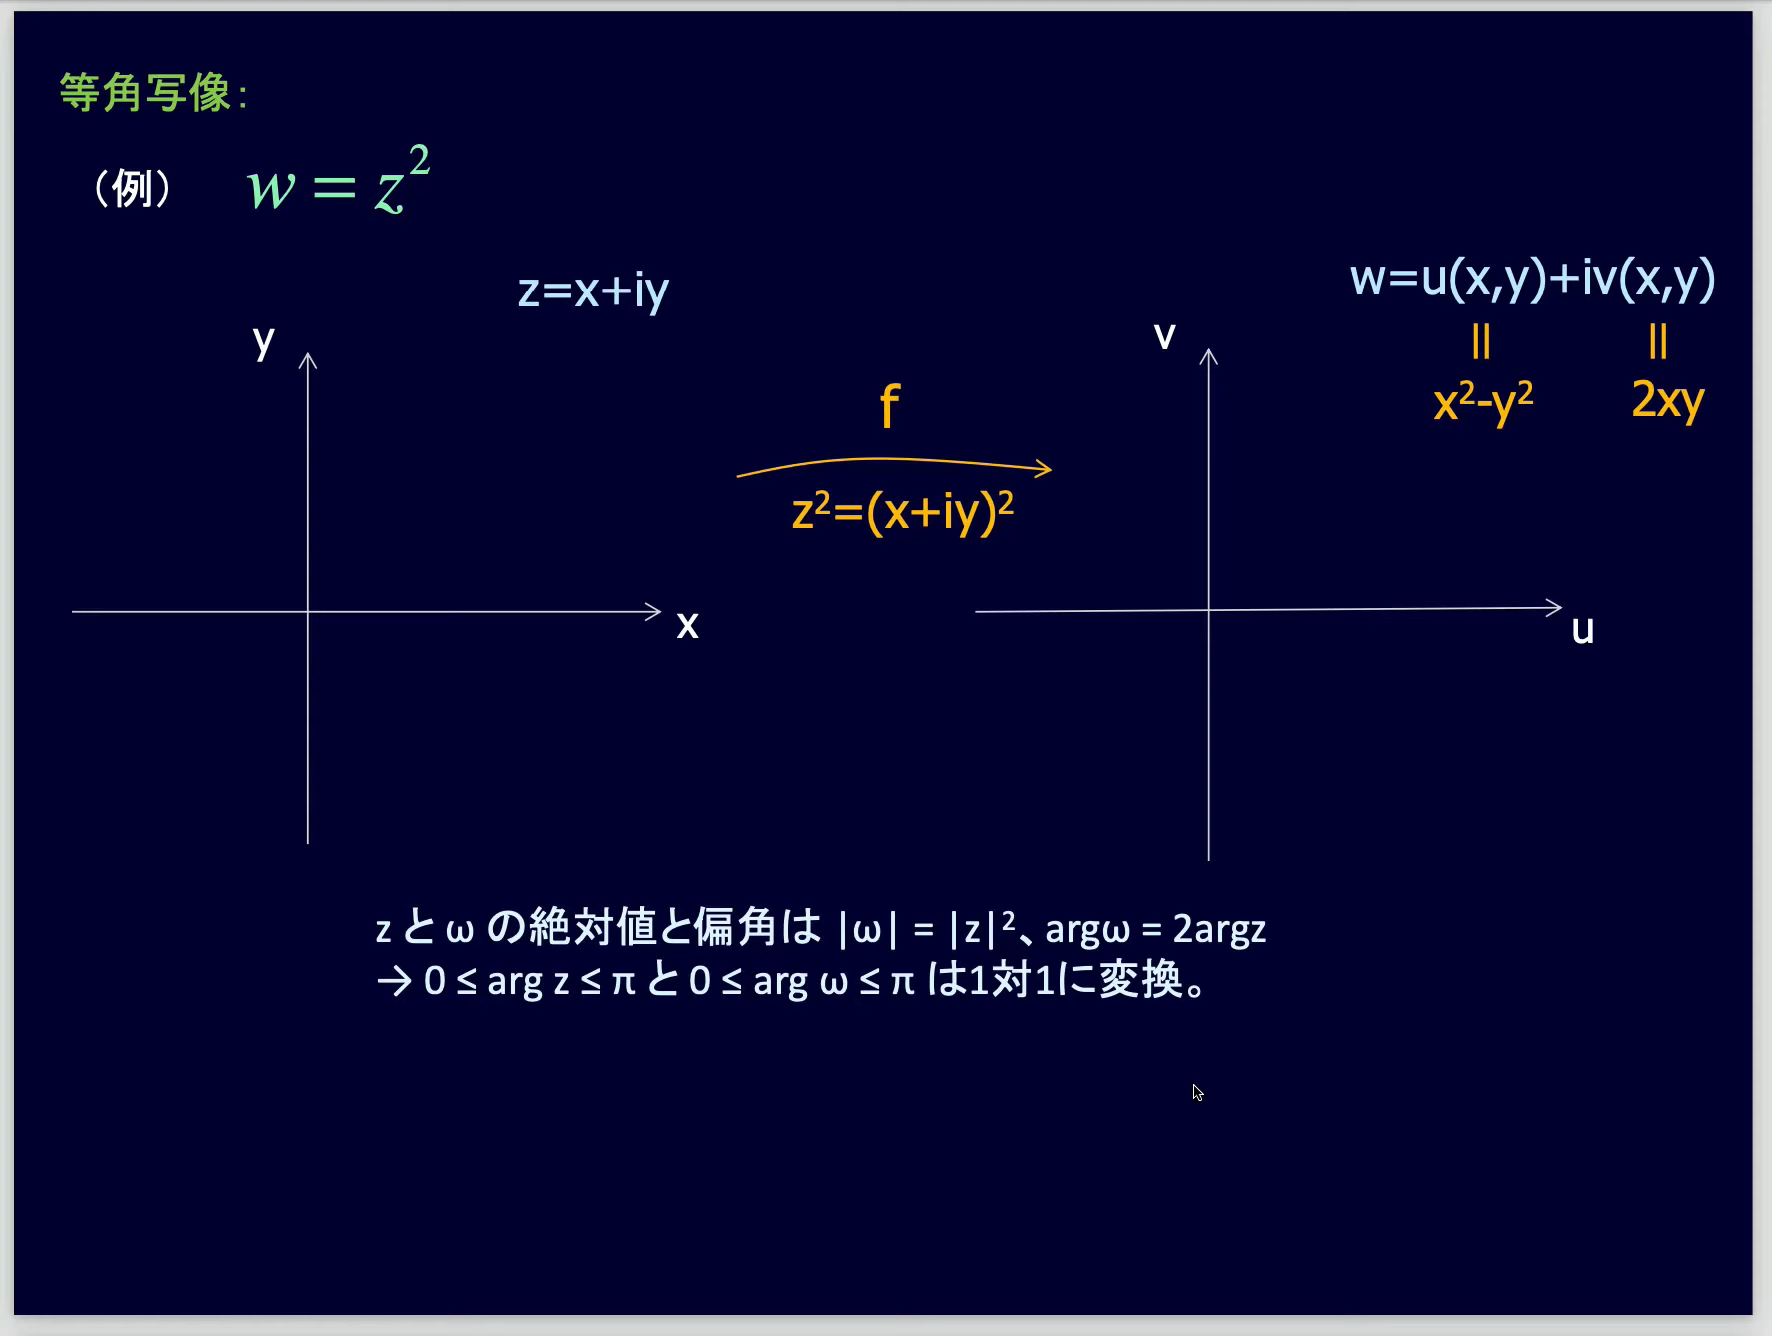 等角写像：
（例） w = z²
z=x+iy
w=u(x,y)+iv(x,y)
= =
x²-y² 2xy
y
v
f
z²=(x+iy)²
x
u
z と ω の絶対値と偏角は |ω| = |z|²、argω = 2argz
→ 0 ≤ arg z ≤ π と 0 ≤ arg ω ≤ π は1対1に変換。